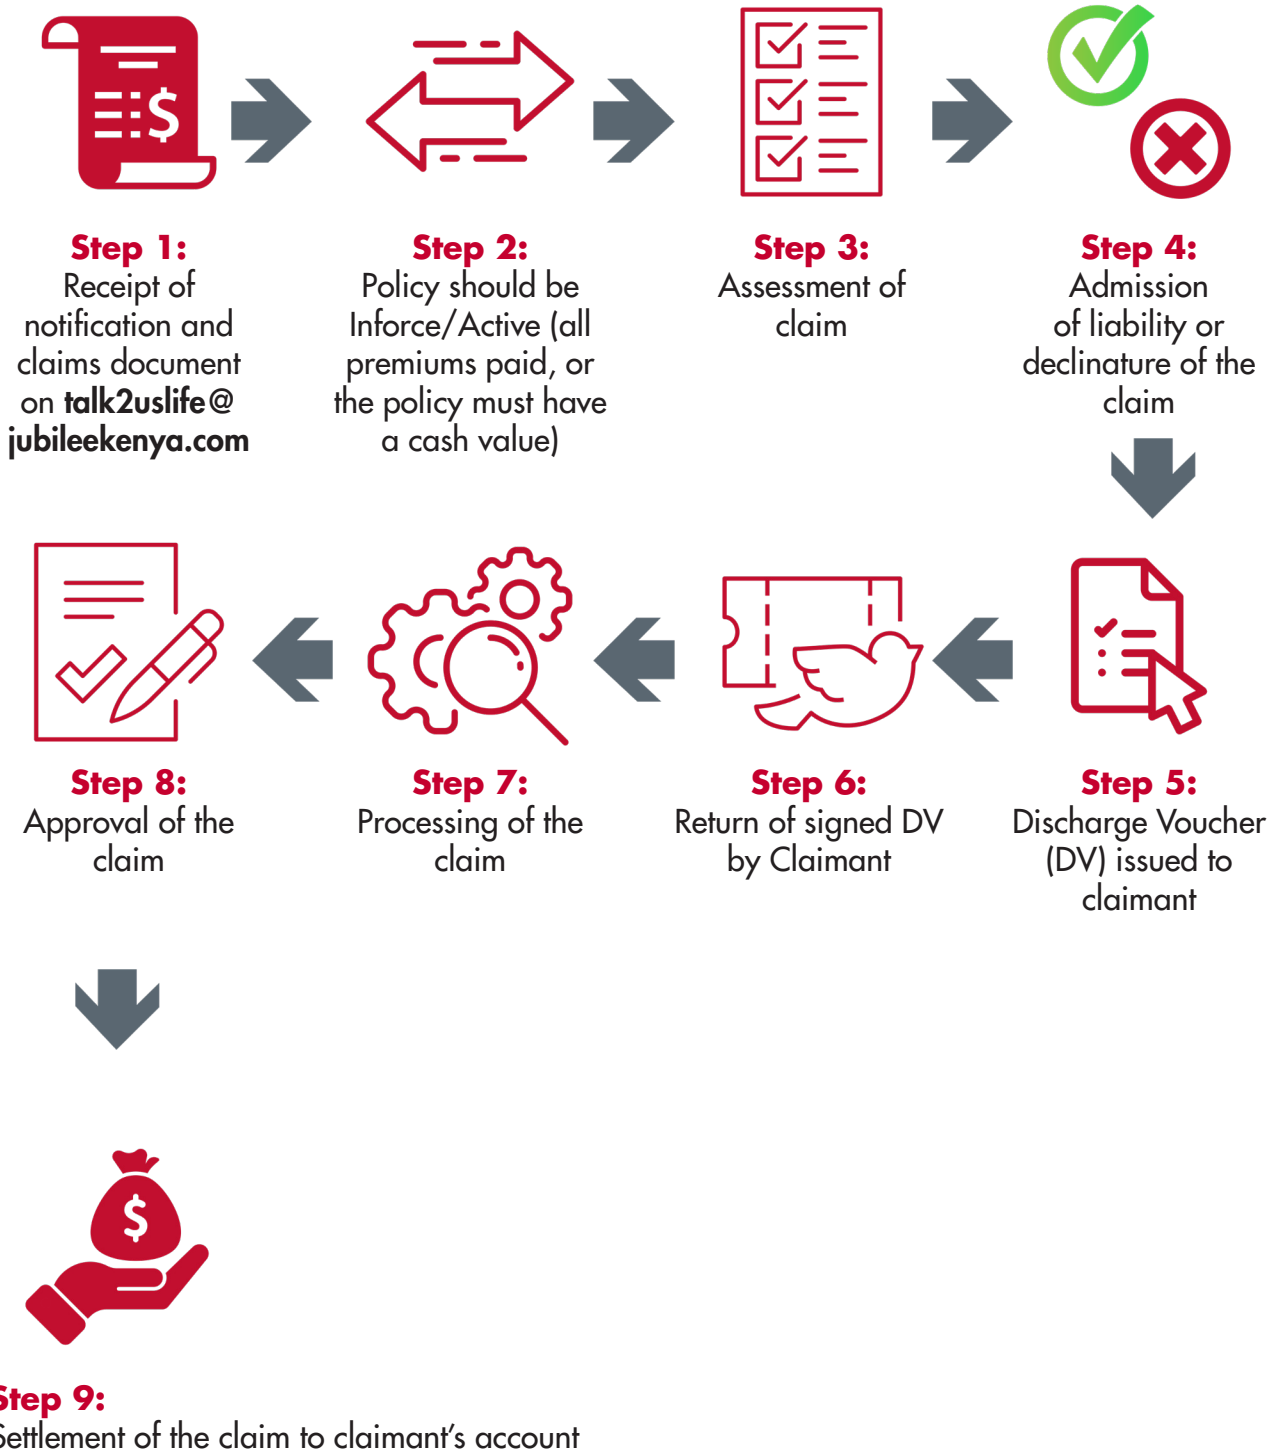 $
Step 1:
Receipt of
notification and
claims document
on talk2uslife@
jubileekenya.com
Step 2:
Policy should be
Inforce/Active (all
premiums paid, or
the policy must have
a cash value)
Step 3:
Assessment of
claim
Step 4:
Admission
of liability or
declinature of the
claim
Step 5:
Discharge Voucher
(DV) issued to
claimant
Step 6:
Return of signed DV
by Claimant
Step 7:
Processing of the
claim
Step 8:
Approval of the
claim
$
Step 9:
Settlement of the claim to claimant's account